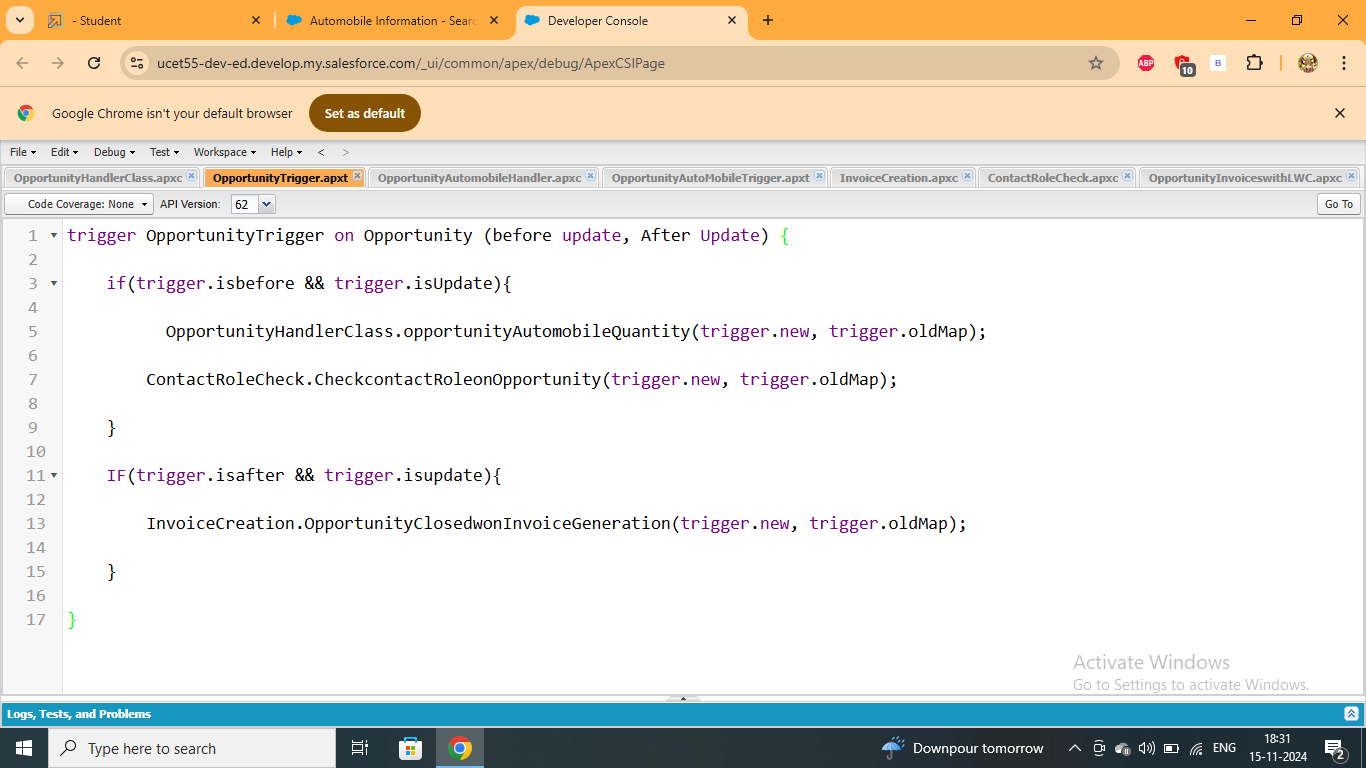 - Student
Automobile Information - Sear
Developer Console
ucet55-dev-ed.develop.my.salesforce.com/_ui/common/apex/debug/ApexCSIPage
ABP
10
B
Google Chrome isn't your default browser
Set as default
File Edit Debug Test Workspace Help < >
OpportunityHandlerClass.apxc
OpportunityTrigger.apxt
OpportunityAutomobileHandler.apxc
OpportunityAutoMobileTrigger.apxt
InvoiceCreation.apxc
ContactRoleCheck.apxc
OpportunityInvoiceswithLWC.apxc
Code Coverage: None API Version: 62 Go To
1 trigger OpportunityTrigger on Opportunity (before update, After Update) {
2
3 if(trigger.isbefore && trigger.isUpdate){
4
5 OpportunityHandlerClass.opportunityAutomobileQuantity(trigger.new, trigger.oldMap);
6
7 ContactRoleCheck.CheckcontactRoleonOpportunity(trigger.new, trigger.oldMap);
8
9 }
10
11 IF(trigger.isafter && trigger.isupdate){
12
13 InvoiceCreation.OpportunityClosedwonInvoiceGeneration(trigger.new, trigger.oldMap);
14
15 }
16
17 }
Activate Windows
Go to Settings to activate Windows.
Logs, Tests, and Problems
Type here to search
Downpour tomorrow
ENG
18:31
15-11-2024
2